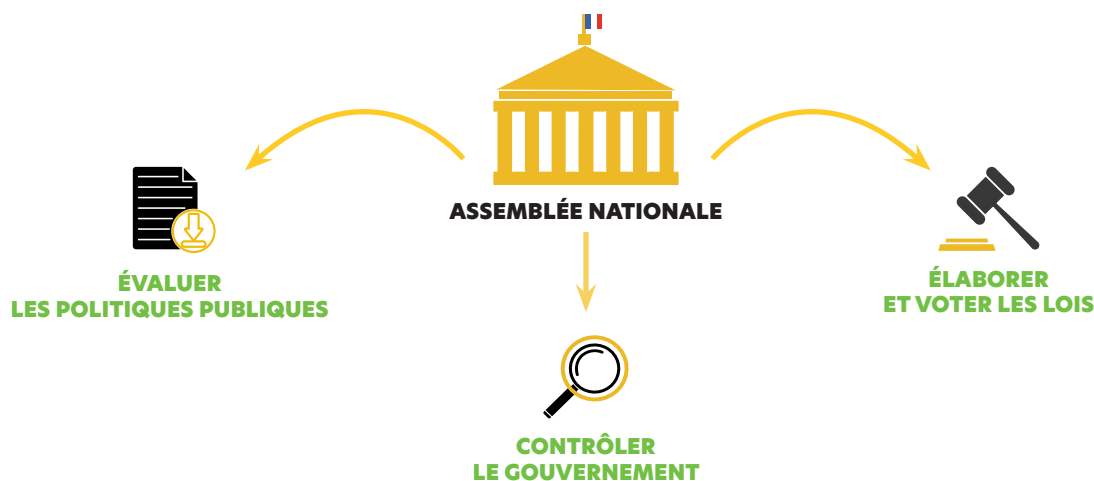 ASSEMBLÉE NATIONALE
ÉVALUER
LES POLITIQUES PUBLIQUES
CONTRÔLER
LE GOUVERNEMENT
ÉLABORER
ET VOTER LES LOIS